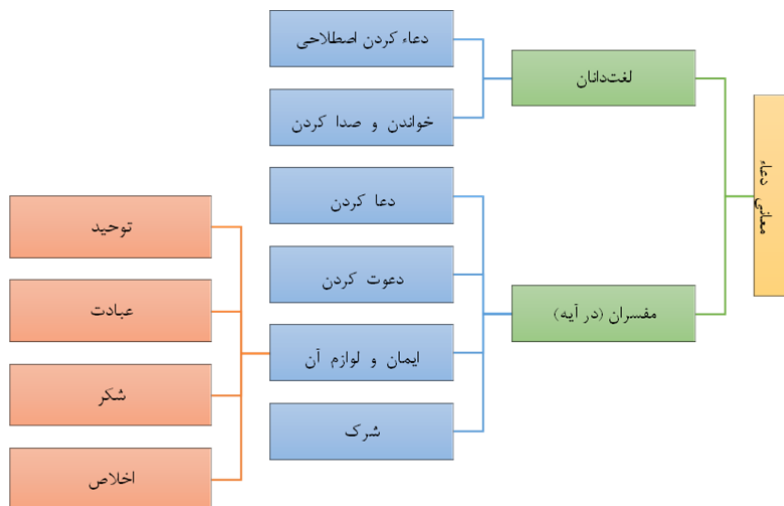 معانی دعاء
لغت‌دانان
دعاء کردن اصطلاحی
خواندن و صدا کردن
مفسران (در آیه)
دعا کردن
دعوت کردن
ایمان و لوازم آن
توحید
عبادت
شکر
اخلاص
شرک